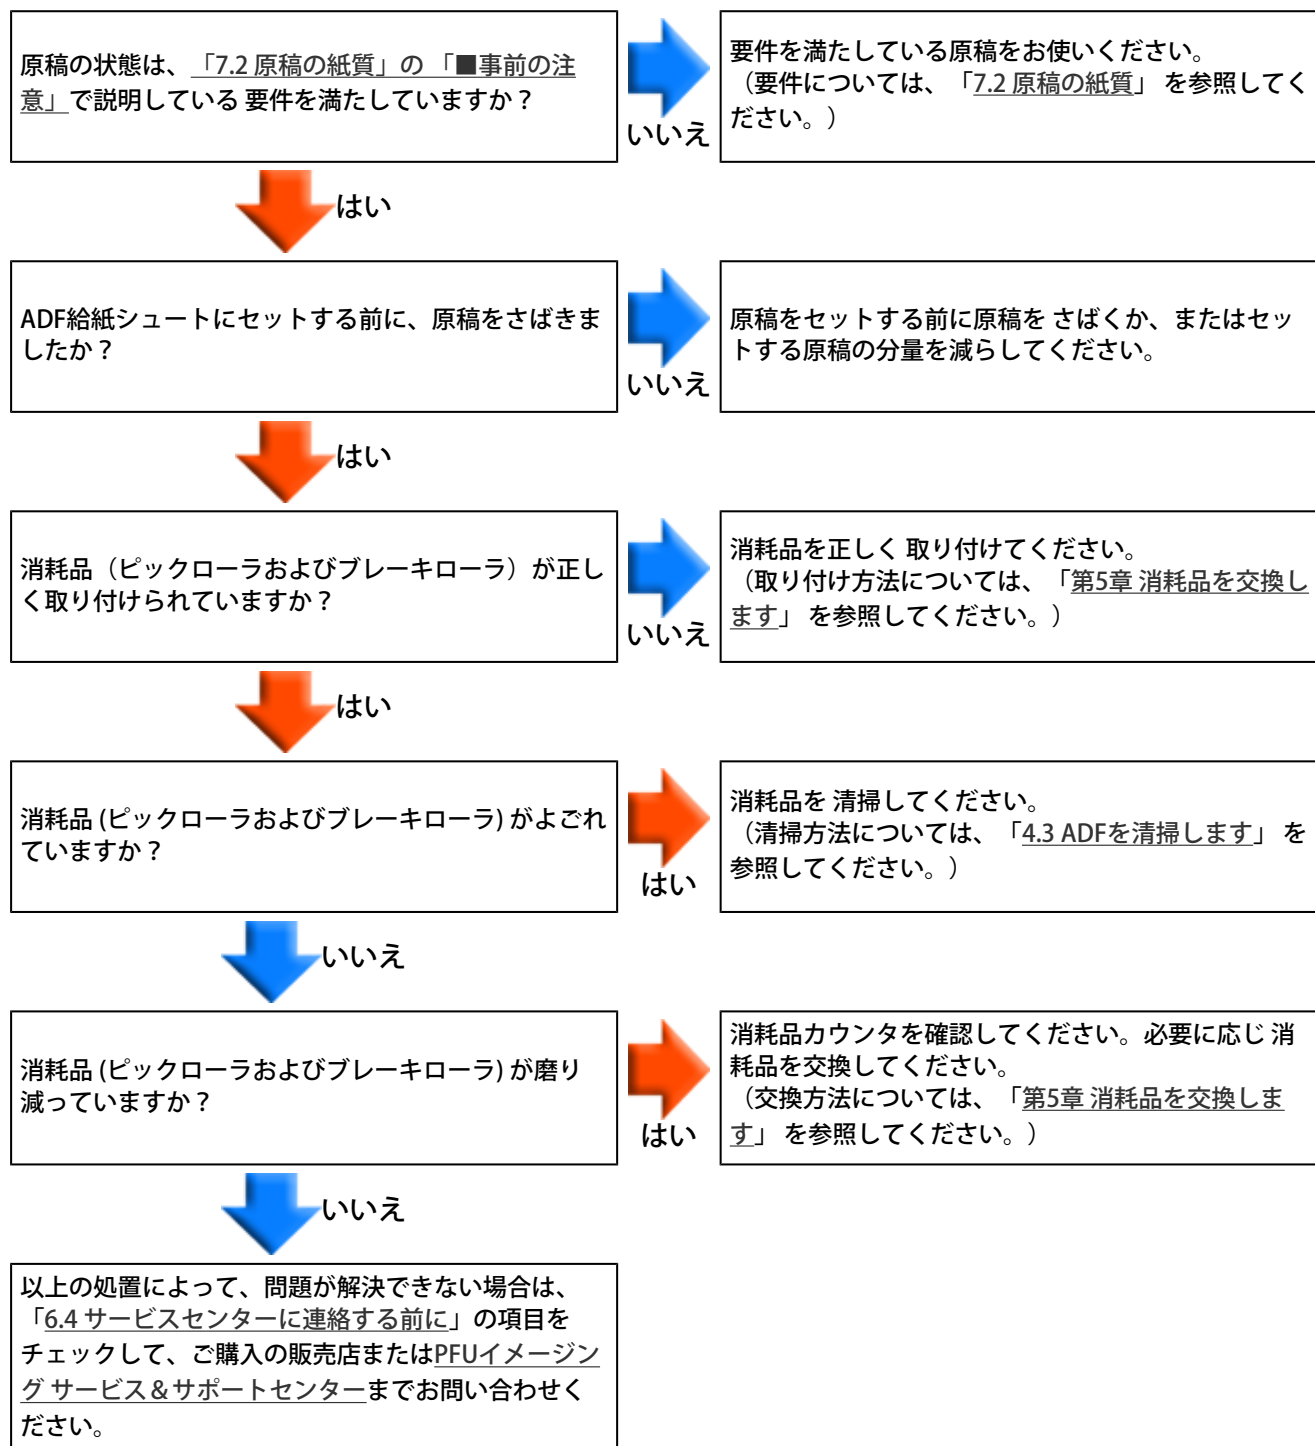 原稿の状態は、「7.2 原稿の紙質」の「■事前の注
意」で説明している 要件を満たしていますか？
いいえ
要件を満たしている原稿をお使いください。
（要件については、「7.2 原稿の紙質」 を参照してく
ださい。）
はい
ADF給紙シュートにセットする前に、原稿をさばきま
したか？
いいえ
原稿をセットする前に原稿を さばくか、またはセッ
トする原稿の分量を減らしてください。
はい
消耗品（ピックローラおよびブレーキローラ）が正し
く取り付けられていますか？
いいえ
消耗品を正しく 取り付けてください。
（取り付け方法については、「第5章 消耗品を交換し
ます」 を参照してください。）
はい
消耗品 (ピックローラおよびブレーキローラ) がよごれ
ていますか？
はい
消耗品を 清掃してください。
（清掃方法については、「4.3 ADFを清掃します」 を
参照してください。）
いいえ
消耗品 (ピックローラおよびブレーキローラ) が磨り
減っていますか？
はい
消耗品カウンタを確認してください。必要に応じ 消
耗品を交換してください。
（交換方法については、「第5章 消耗品を交換しま
す」 を参照してください。）
いいえ
以上の処置によって、問題が解決できない場合は、
「6.4 サービスセンターに連絡する前に」の項目を
チェックして、ご購入の販売店またはPFUイメージン
グ サービス＆サポートセンターまでお問い合わせく
ださい。